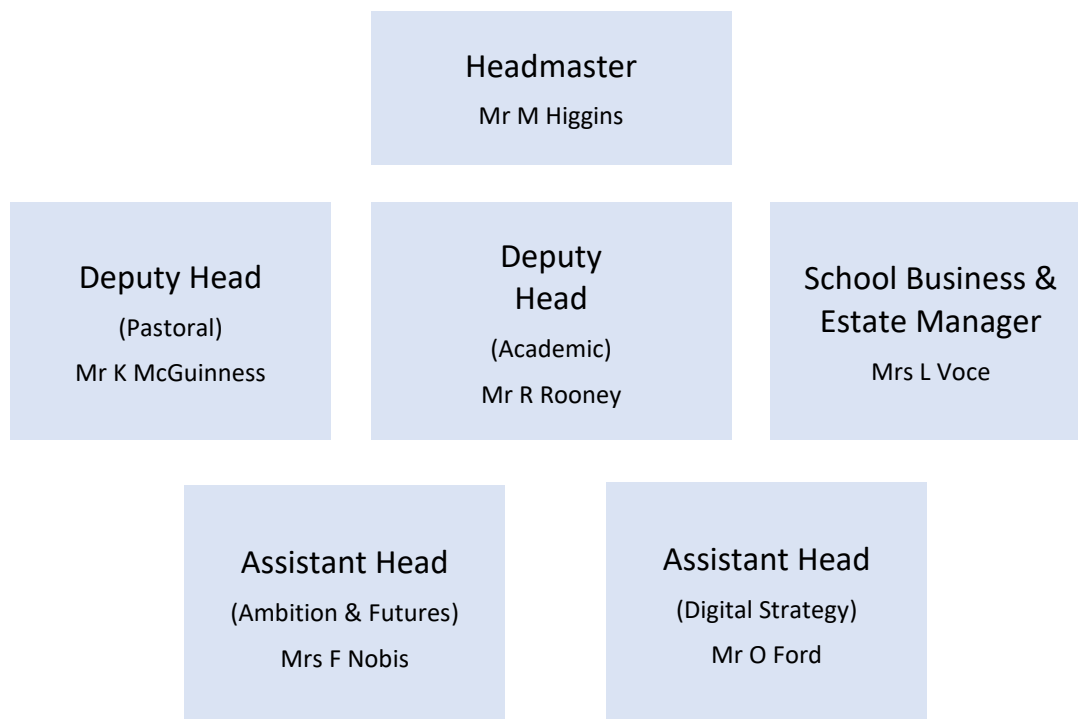 Headmaster
Mr M Higgins
Deputy Head
(Pastoral)
Mr K McGuinness
Deputy
Head
(Academic)
Mr R Rooney
School Business &
Estate Manager
Mrs L Voce
Assistant Head
(Ambition & Futures)
Mrs F Nobis
Assistant Head
(Digital Strategy)
Mr O Ford